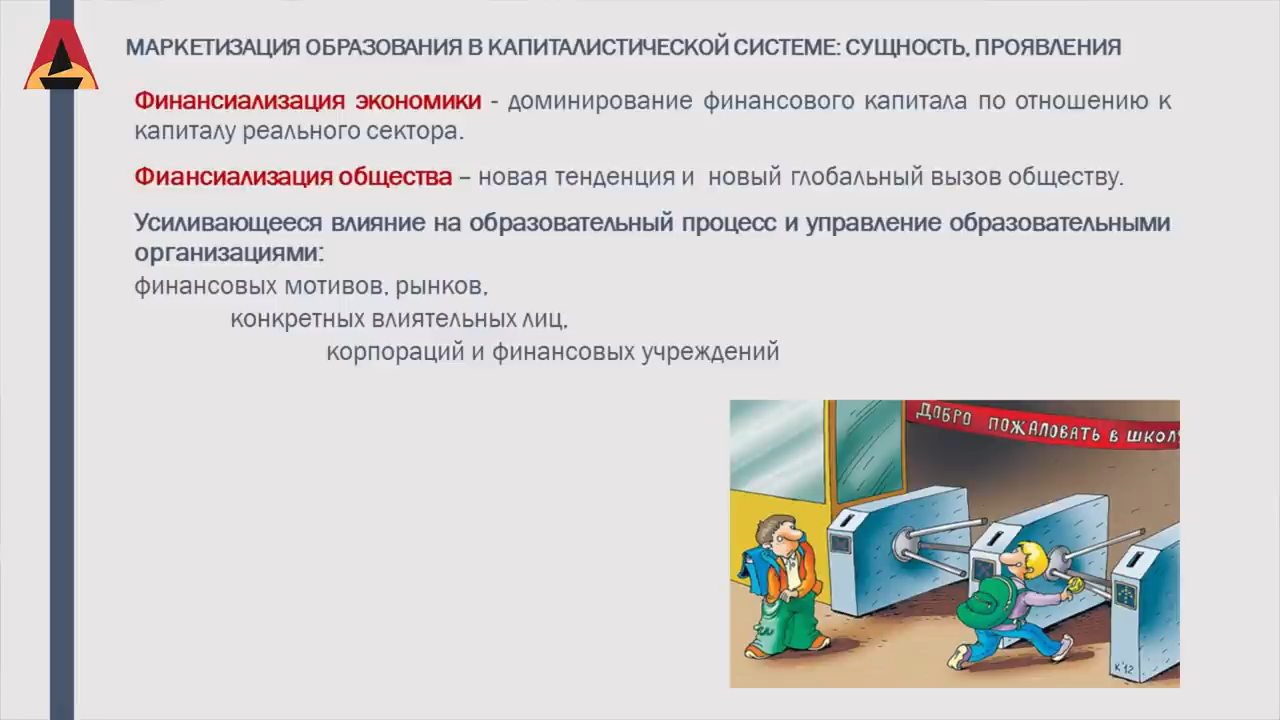 МАРКЕТИЗАЦИЯ ОБРАЗОВАНИЯ В КАПИТАЛИСТИЧЕСКОЙ СИСТЕМЕ: СУЩНОСТЬ, ПРОЯВЛЕНИЯ
Финансиализация экономики - доминирование финансового капитала по отношению к
капиталу реального сектора.
Фиансиализация общества – новая тенденция и новый глобальный вызов обществу.
Усиливающееся влияние на образовательный процесс и управление образовательными
организациями:
финансовых мотивов, рынков,
конкретных влиятельных лиц,
корпораций и финансовых учреждений
ДОБРО ПОЖАЛОВАТЬ В ШКОЛУ
К'12